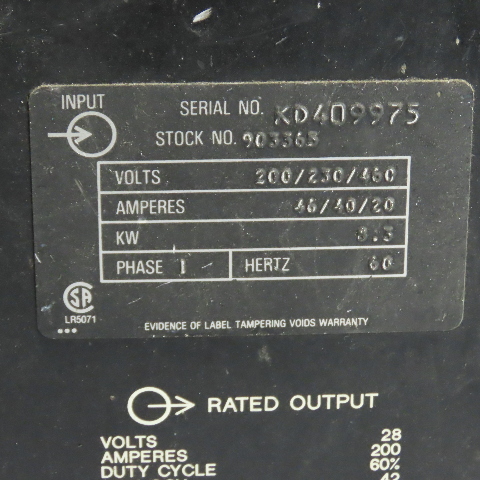 INPUT
SERIAL NO. KD409975
STOCK NO. 903363
VOLTS 200/230/460
AMPERES 46/40/20
KW 8.3
PHASE 1 HERTZ 60
SA
LR5071
EVIDENCE OF LABEL TAMPERING VOIDS WARRANTY
RATED OUTPUT
VOLTS 28
AMPERES 200
DUTY CYCLE 60%
42